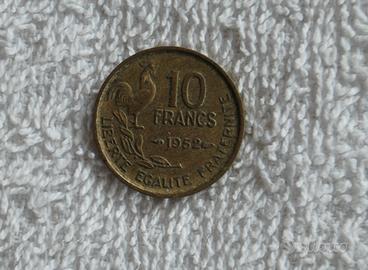 10
FRANCS
1952
LIBERTE EGALITE FRATERNITE